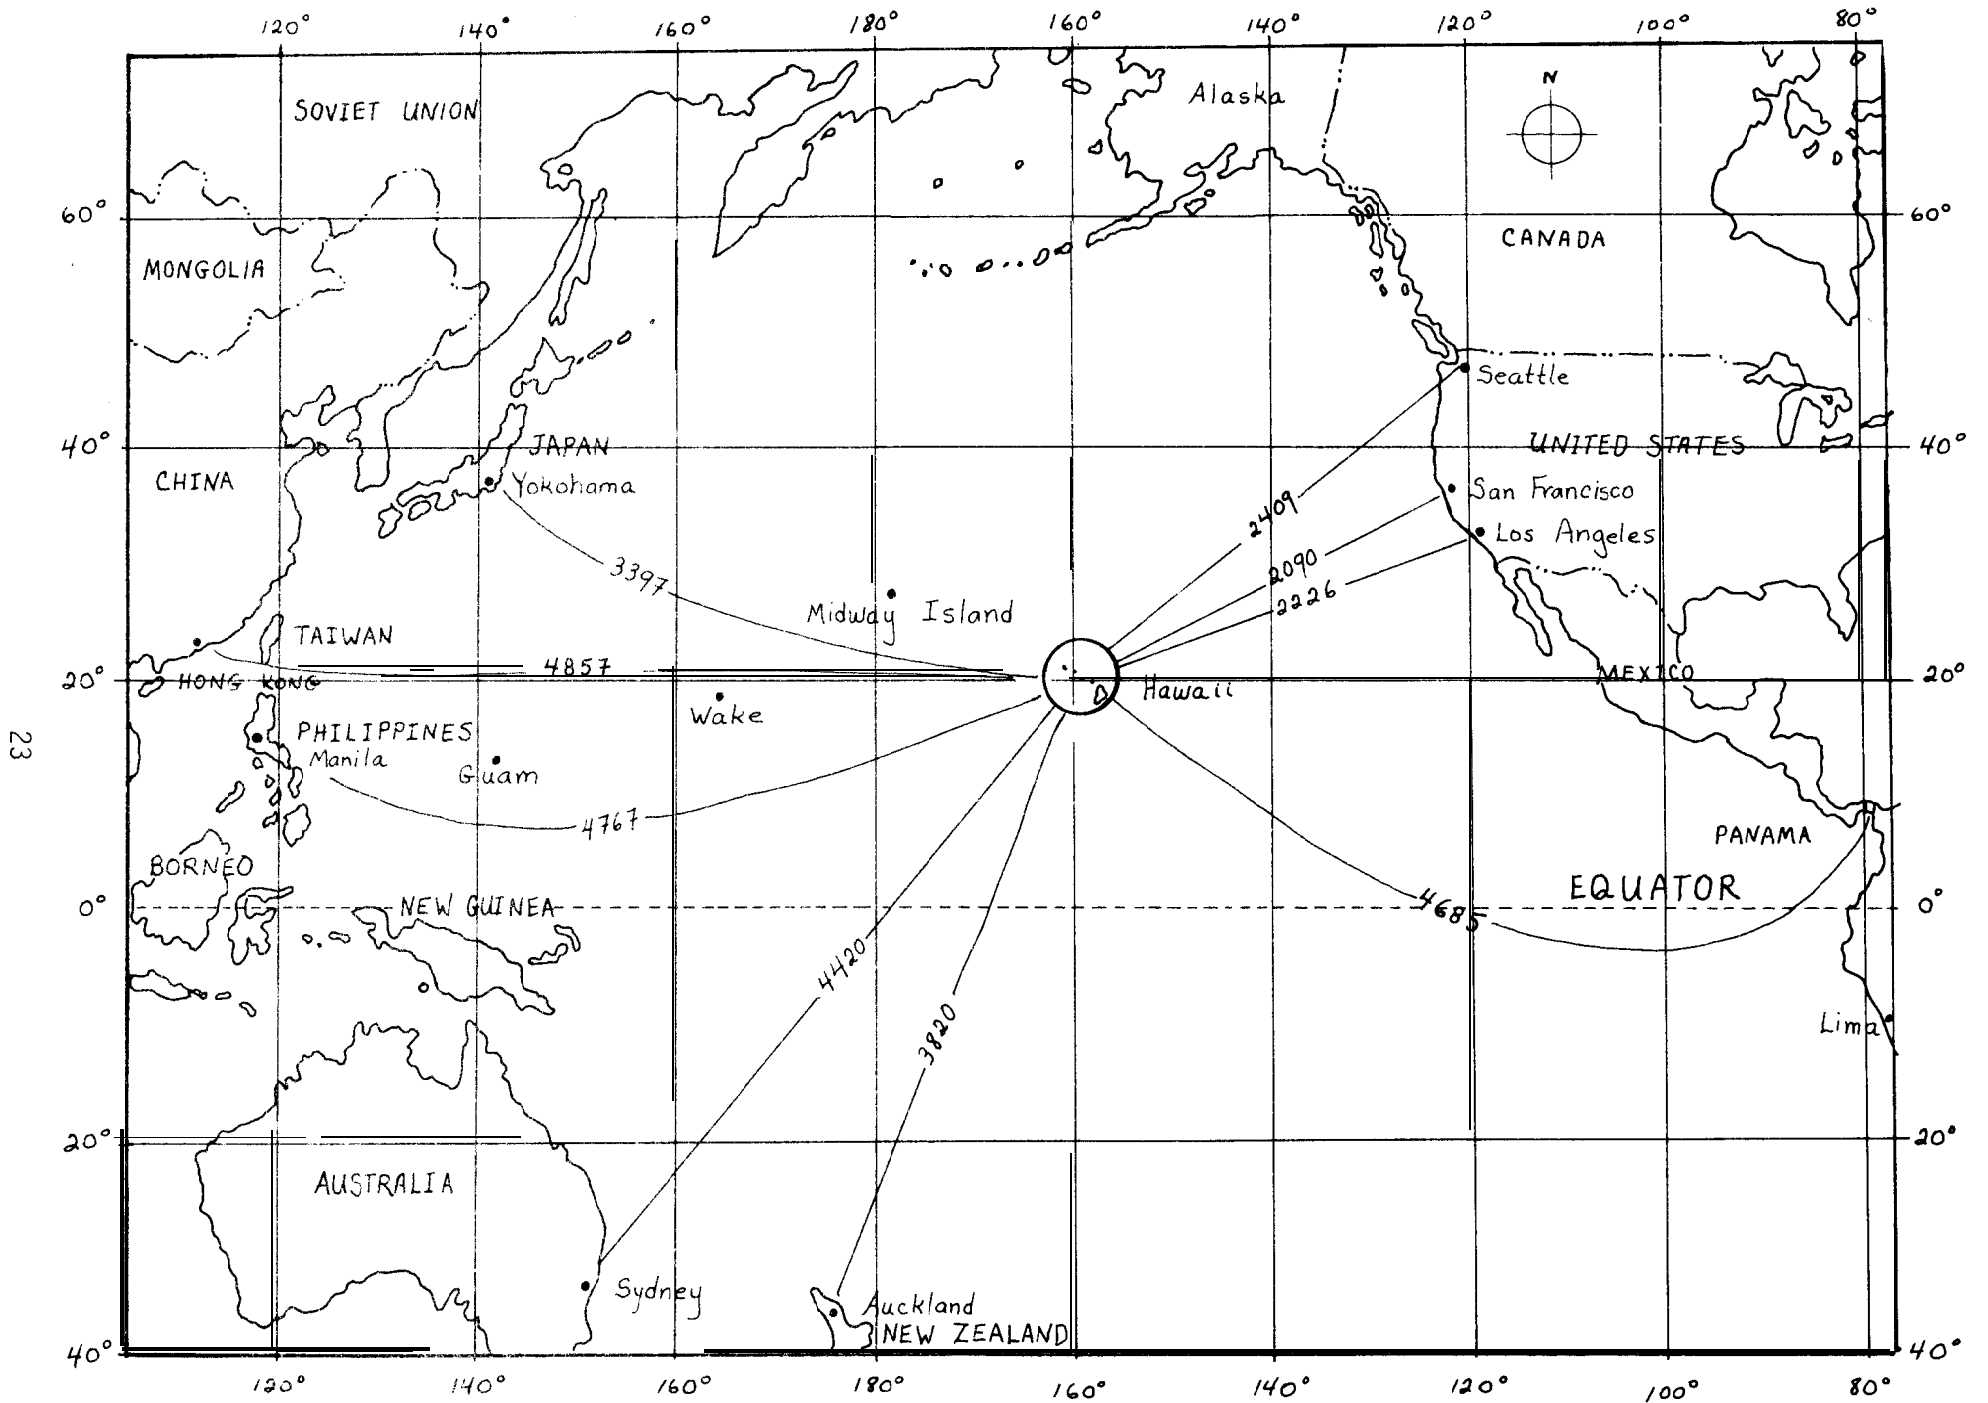 120° 140° 160° 180° 160° 140° 120° 100° 80°
N
Alaska
SOVIET UNION
60° 60°
CANADA
MONGOLIA
Seattle
40° JAPAN UNITED STATES 40°
CHINA
Yokohama
San Francisco
2409
Los Angeles
3397
2090
2226
Midway Island
TAIWAN
4857
MEXICO
20° HONG KONG 20°
Hawaii
Wake
PHILIPPINES
23
Manila
Guam
4767
PANAMA
BORNEO
EQUATOR
0° NEW GUINEA 4685 0°
4420
3820
Lima
20° 20°
AUSTRALIA
Sydney
Auckland
NEW ZEALAND
40° 40°
120° 140° 160° 180° 160° 140° 120° 100° 80°